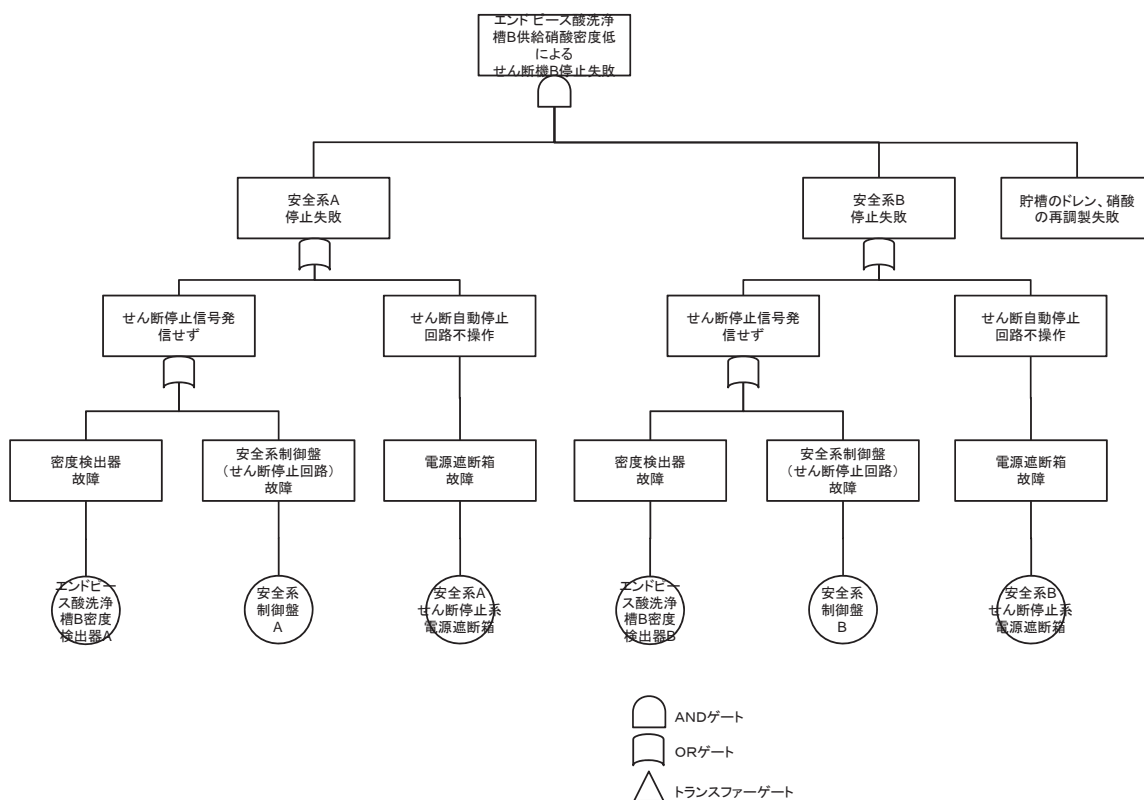 エンドピース酸洗浄
槽B供給硝酸密度低
による
せん断機B停止失敗
安全系A
停止失敗
安全系B
停止失敗
貯槽のドレン、硝酸
の再調製失敗
せん断停止信号発
信せず
せん断自動停止
回路不操作
せん断停止信号発
信せず
せん断自動停止
回路不操作
密度検出器
故障
安全系制御盤
（せん断停止回路）
故障
電源遮断箱
故障
密度検出器
故障
安全系制御盤
（せん断停止回路）
故障
電源遮断箱
故障
エンドピー
ス酸洗浄
槽B密度
検出器A
安全系
制御盤
A
安全系A
せん断停止系
電源遮断箱
エンドピー
ス酸洗浄
槽B密度
検出器B
安全系
制御盤
B
安全系B
せん断停止系
電源遮断箱
ANDゲート
ORゲート
トランスファーゲート